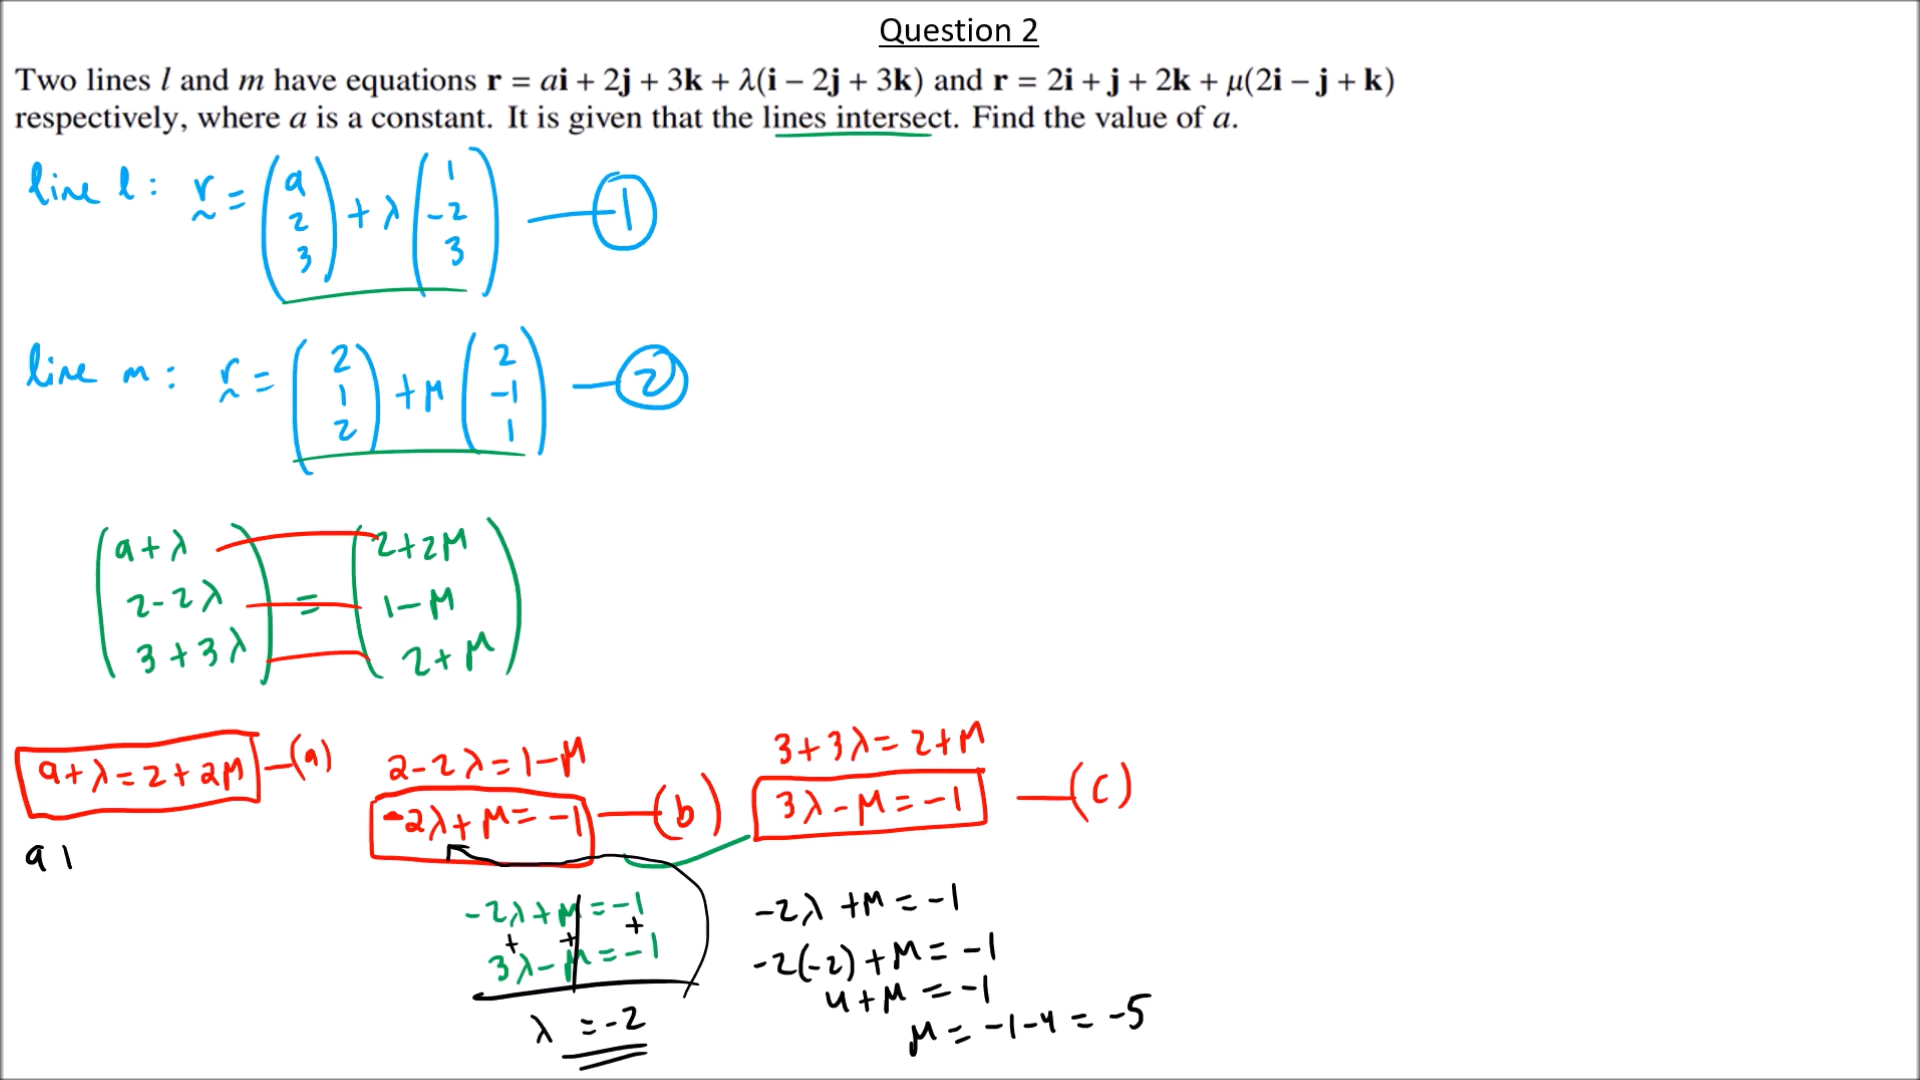 Question 2
Two lines l and m have equations r = ai + 2j + 3k + λ(i − 2j + 3k) and r = 2i + j + 2k + μ(2i − j + k)
respectively, where a is a constant. It is given that the lines intersect. Find the value of a.
line l : r = (a 2 3) + λ (1 -2 3) — 1
line m : r = (2 1 2) + μ (2 -1 1) — 2
(a+λ 2-2λ 3+3λ) = (2+2μ 1-μ 2+μ)
a+λ=2+2μ —(a)
2-2λ=1-μ
-2λ+μ=-1 —(b)
3+3λ=2+μ
3λ-μ=-1 —(c)
a 1
-2λ+μ=-1
+ + +
3λ-μ=-1
λ =-2
-2λ+μ=-1
-2(-2)+μ=-1
4+μ=-1
μ=-1-4=-5